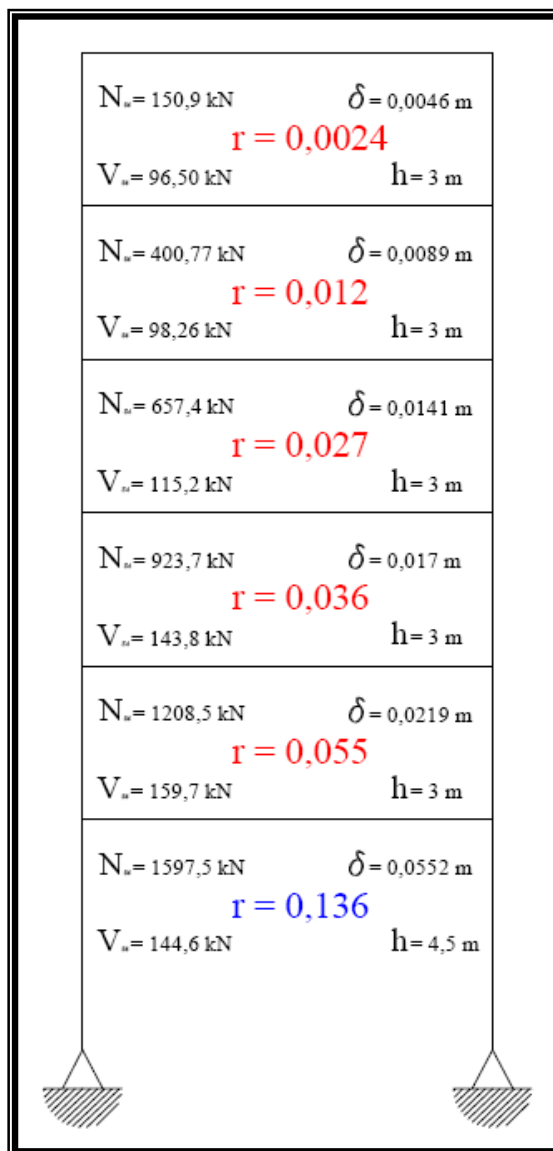 N = 150,9 kN δ = 0,0046 m
r = 0,0024
V = 96,50 kN h = 3 m
N = 400,77 kN δ = 0,0089 m
r = 0,012
V = 98,26 kN h = 3 m
N = 657,4 kN δ = 0,0141 m
r = 0,027
V = 115,2 kN h = 3 m
N = 923,7 kN δ = 0,017 m
r = 0,036
V = 143,8 kN h = 3 m
N = 1208,5 kN δ = 0,0219 m
r = 0,055
V = 159,7 kN h = 3 m
N = 1597,5 kN δ = 0,0552 m
r = 0,136
V = 144,6 kN h = 4,5 m